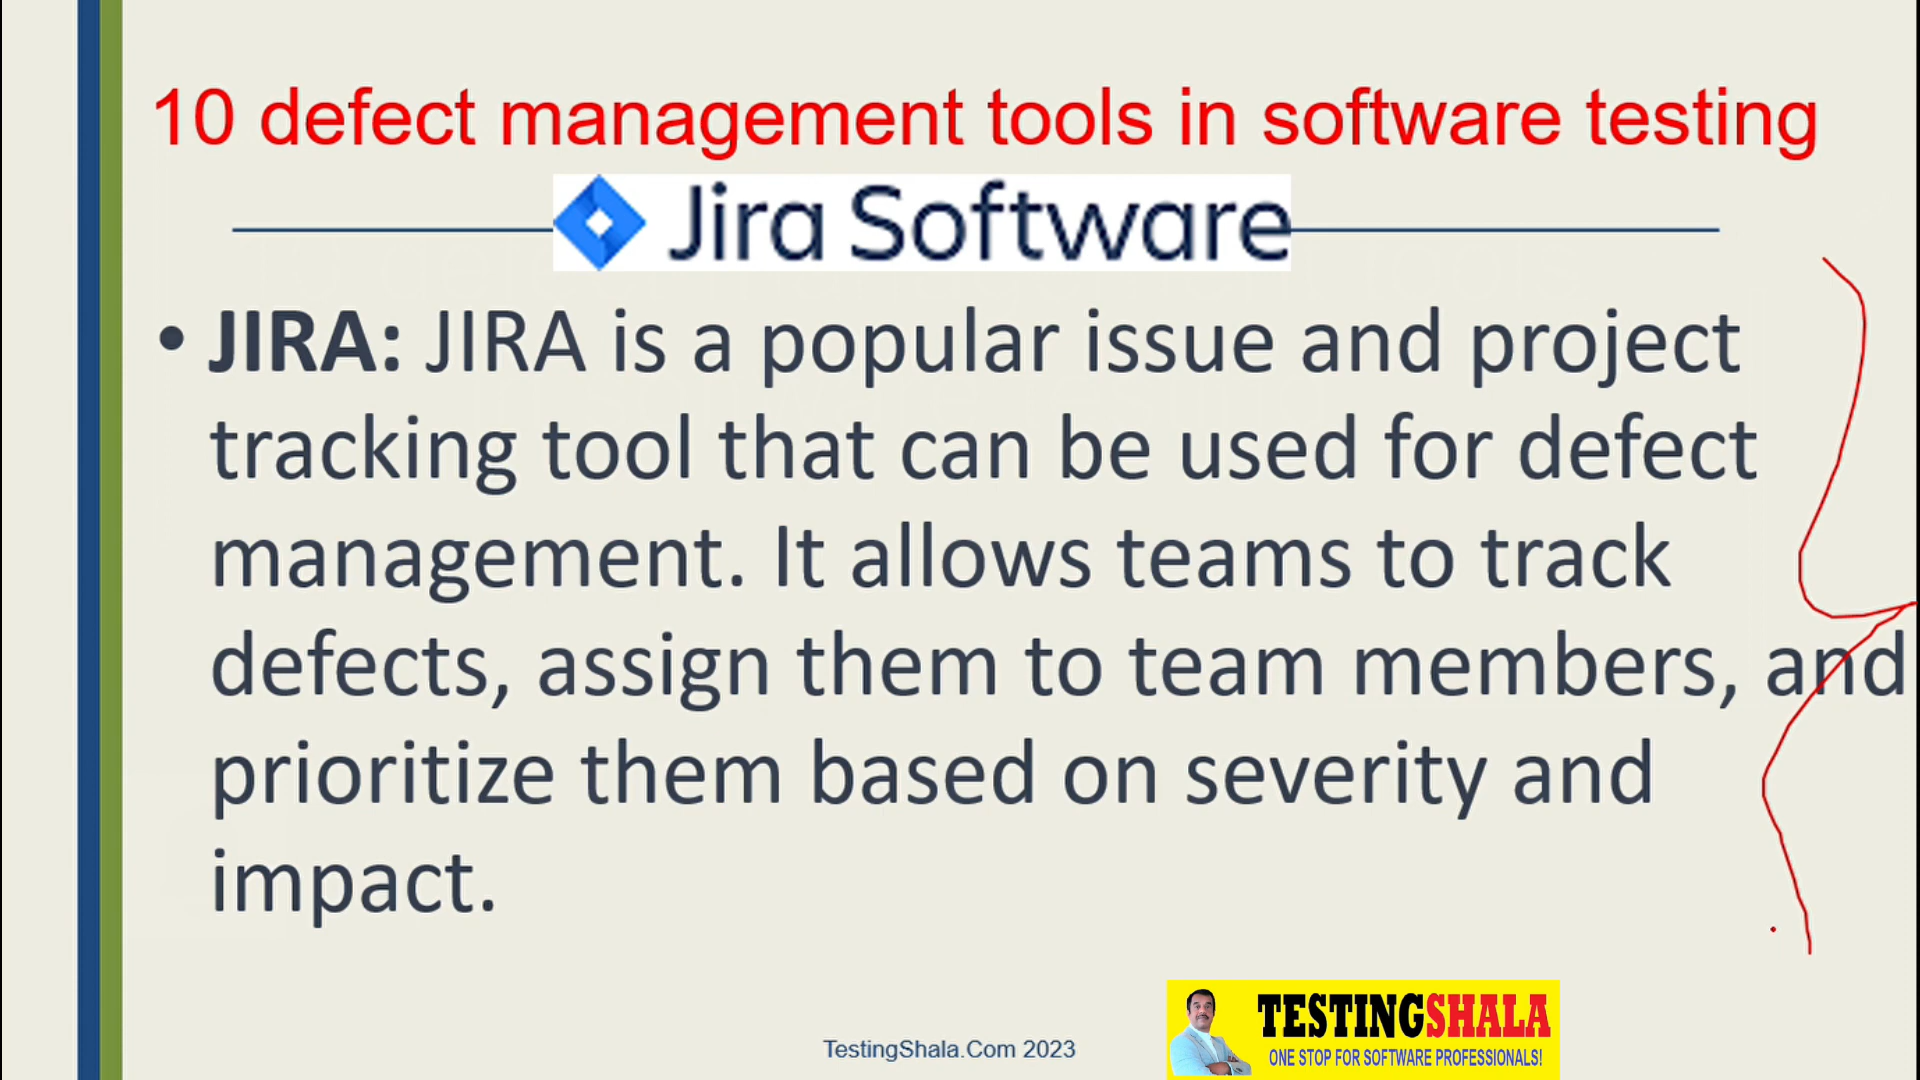 10 defect management tools in software testing
Jira Software
• JIRA: JIRA is a popular issue and project
tracking tool that can be used for defect
management. It allows teams to track
defects, assign them to team members, and
prioritize them based on severity and
impact.
TestingShala.Com 2023
TESTINGSHALA
ONE STOP FOR SOFTWARE PROFESSIONALS!